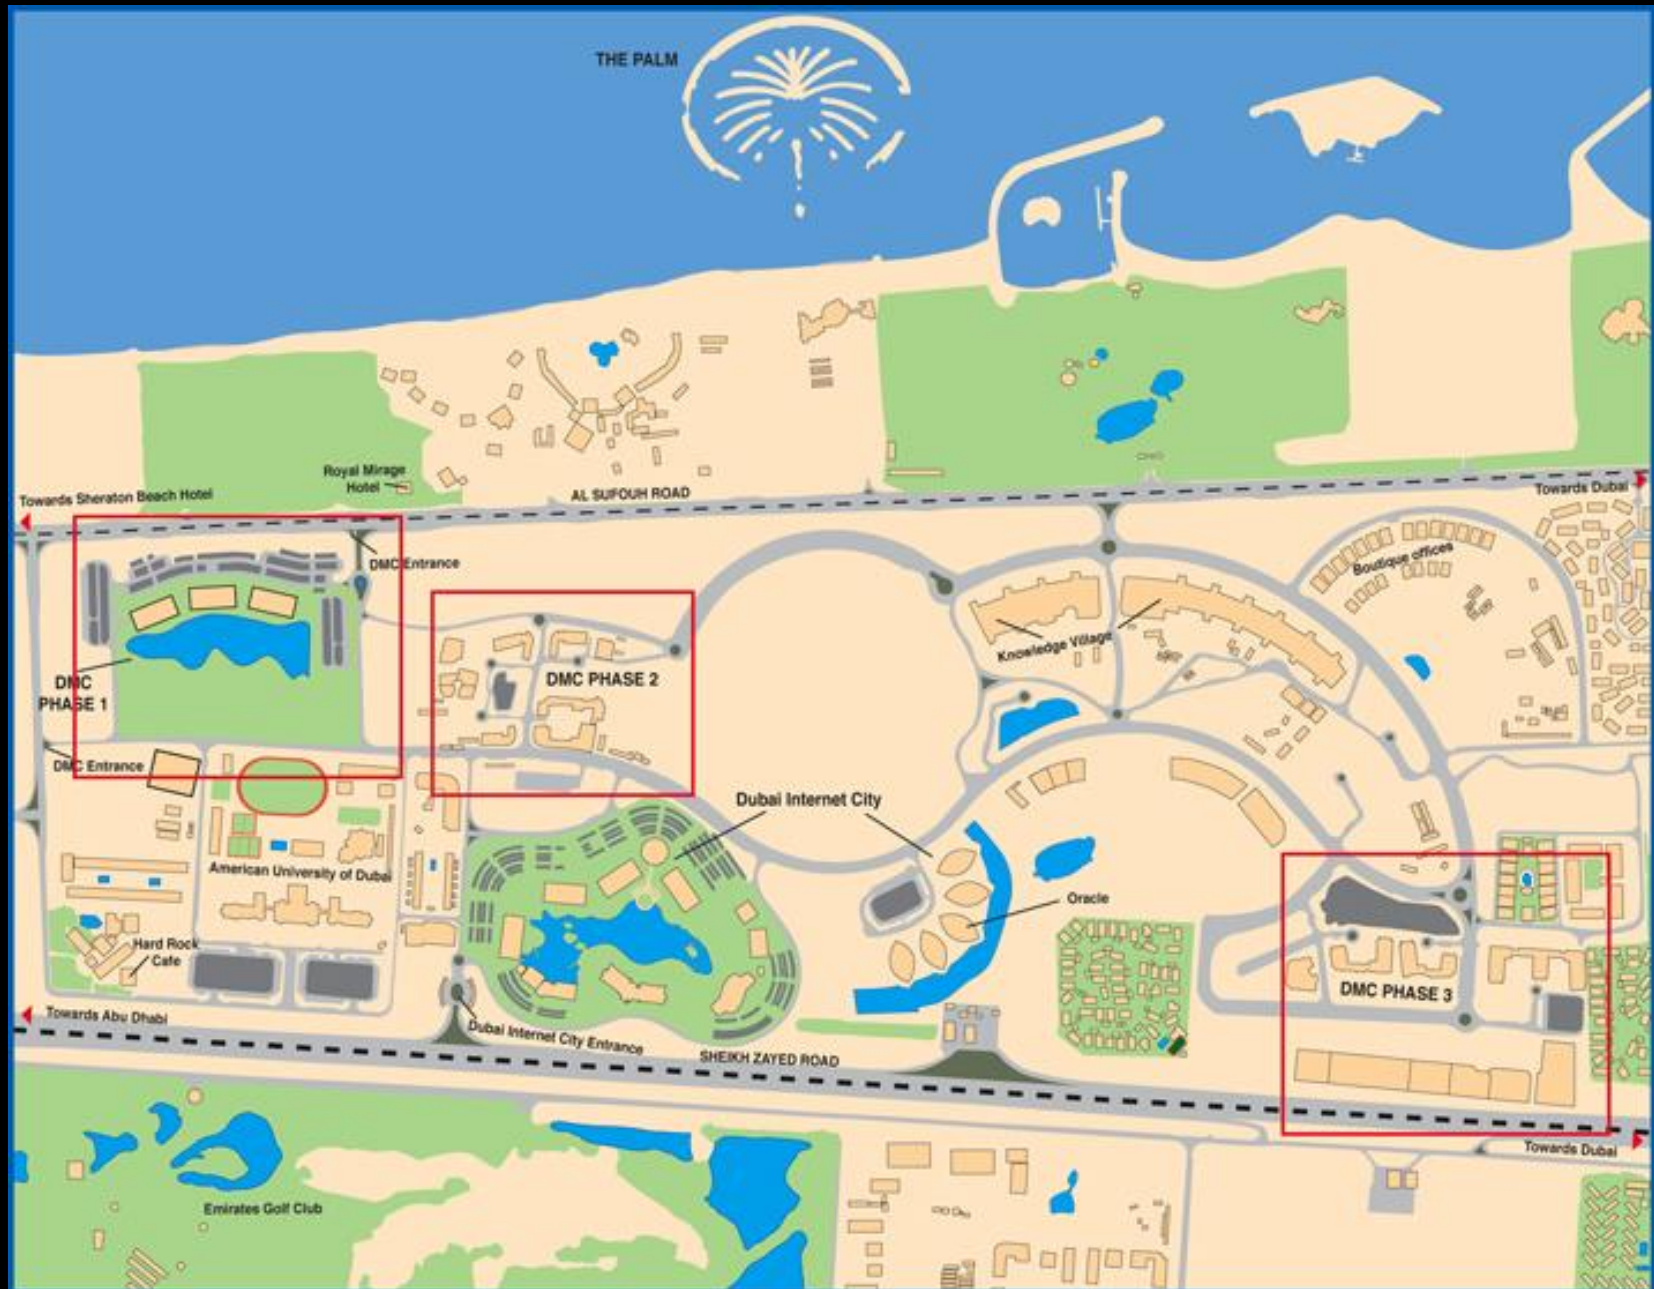 THE PALM
Royal Mirage
Hotel
Towards Sheraton Beach Hotel
AL SUFOUH ROAD
Towards Dubai
DMC Entrance
Boutique offices
Knowledge Village
DMC
PHASE 1
DMC PHASE 2
DMC Entrance
Dubai Internet City
American University of Dubai
Oracle
Hard Rock
Cafe
DMC PHASE 3
Towards Abu Dhabi
Dubai Internet City Entrance
SHEIKH ZAYED ROAD
Towards Dubai
Emirates Golf Club